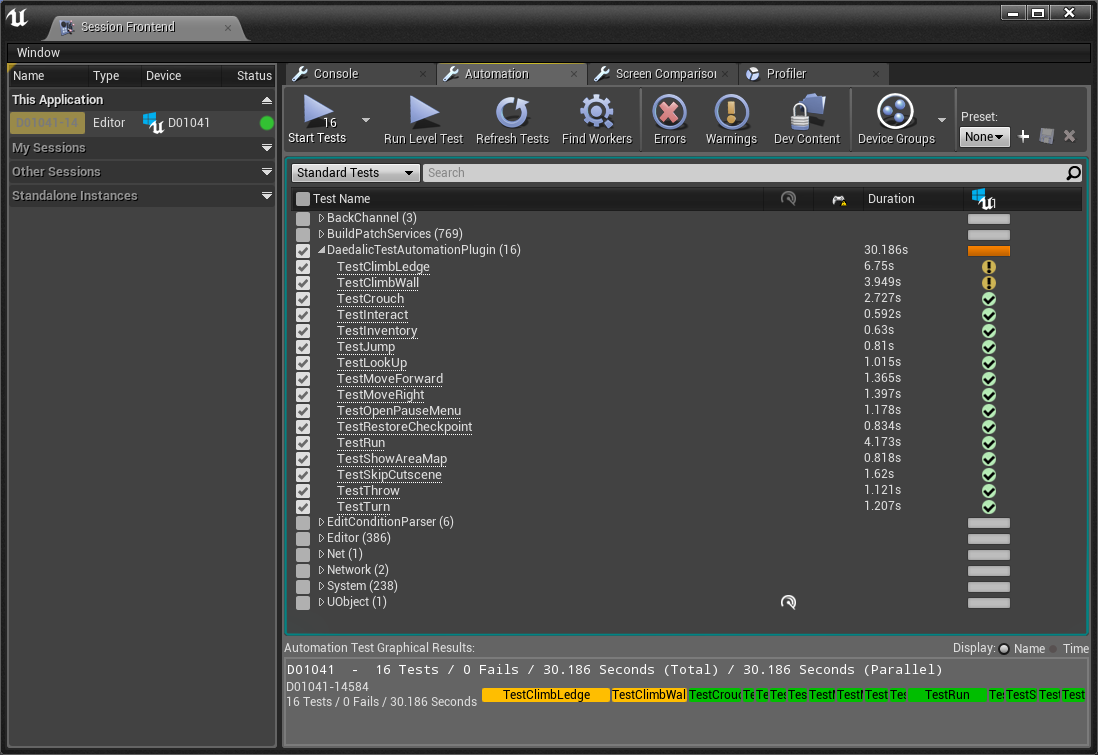 Session Frontend
Window
Name Type Device Status
This Application
D01041-14 Editor D01041
My Sessions
Other Sessions
Standalone Instances
Console Automation Screen Comparison Profiler
16
Start Tests Run Level Test Refresh Tests Find Workers Errors Warnings Dev Content Device Groups
Preset:
None
Standard Tests Search
Test Name Duration
BackChannel (3)
BuildPatchServices (769)
DaedalicTestAutomationPlugin (16) 30.186s
TestClimbLedge 6.75s
TestClimbWall 3.949s
TestCrouch 2.727s
TestInteract 0.592s
TestInventory 0.63s
TestJump 0.81s
TestLookUp 1.015s
TestMoveForward 1.365s
TestMoveRight 1.397s
TestOpenPauseMenu 1.178s
TestRestoreCheckpoint 0.834s
TestRun 4.173s
TestShowAreaMap 0.818s
TestSkipCutscene 1.62s
TestThrow 1.121s
TestTurn 1.207s
EditConditionParser (6)
Editor (386)
Net (1)
Network (2)
System (238)
UObject (1)
Automation Test Graphical Results: Display: Name Time
D01041 - 16 Tests / 0 Fails / 30.186 Seconds (Total) / 30.186 Seconds (Parallel)
D01041-14584
16 Tests / 0 Fails / 30.186 Seconds
TestClimbLedge TestClimbWal TestCrouc Te Te Tes Tes Test Test Test Tes TestRun Tes TestS Test Test